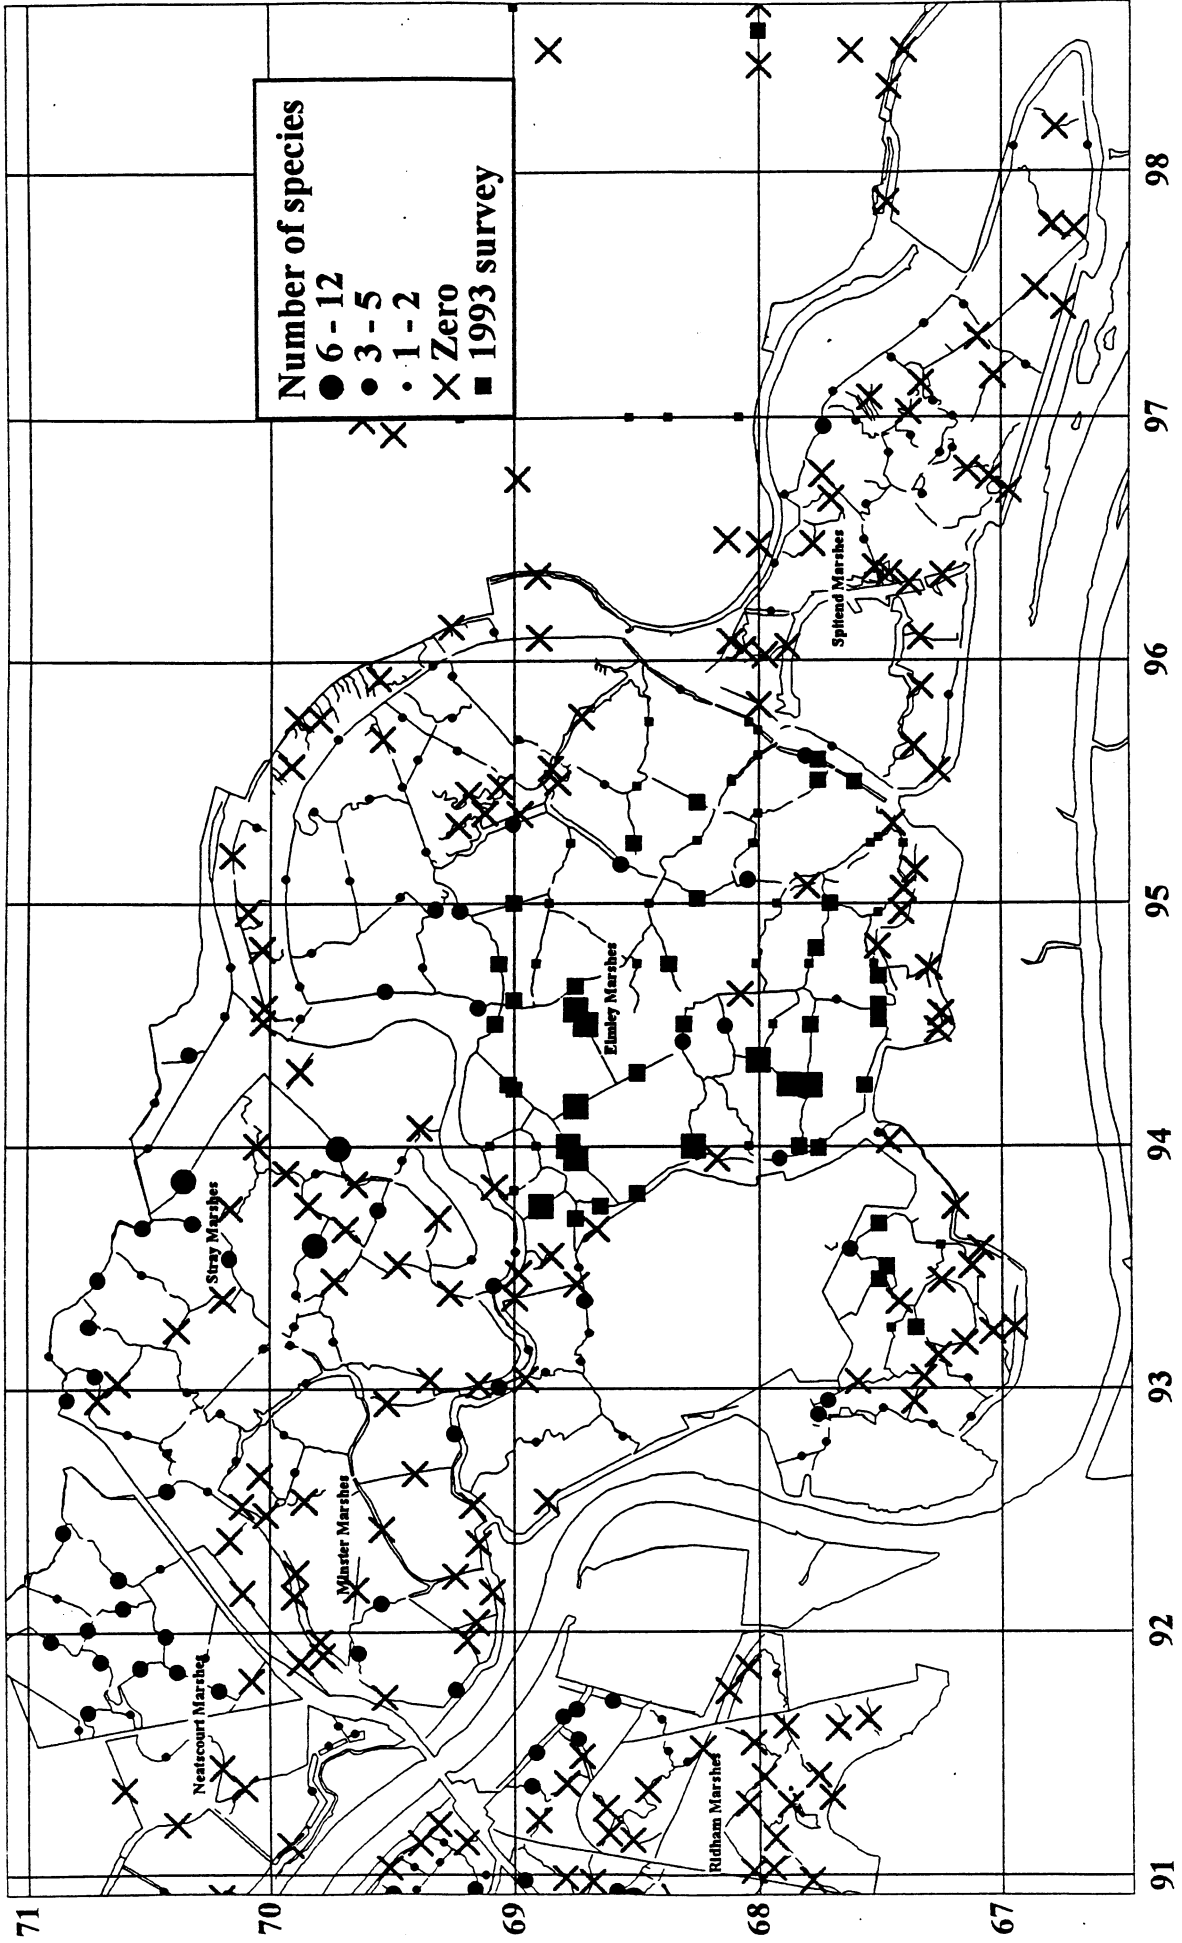 Number of species
6 - 12
3 - 5
1 - 2
Zero
1993 survey
Stray Marshes
Minster Marshes
Neatscourt Marshes
Elmley Marshes
Spitend Marshes
Ridham Marshes
71
70
69
68
67
91
92
93
94
95
96
97
98